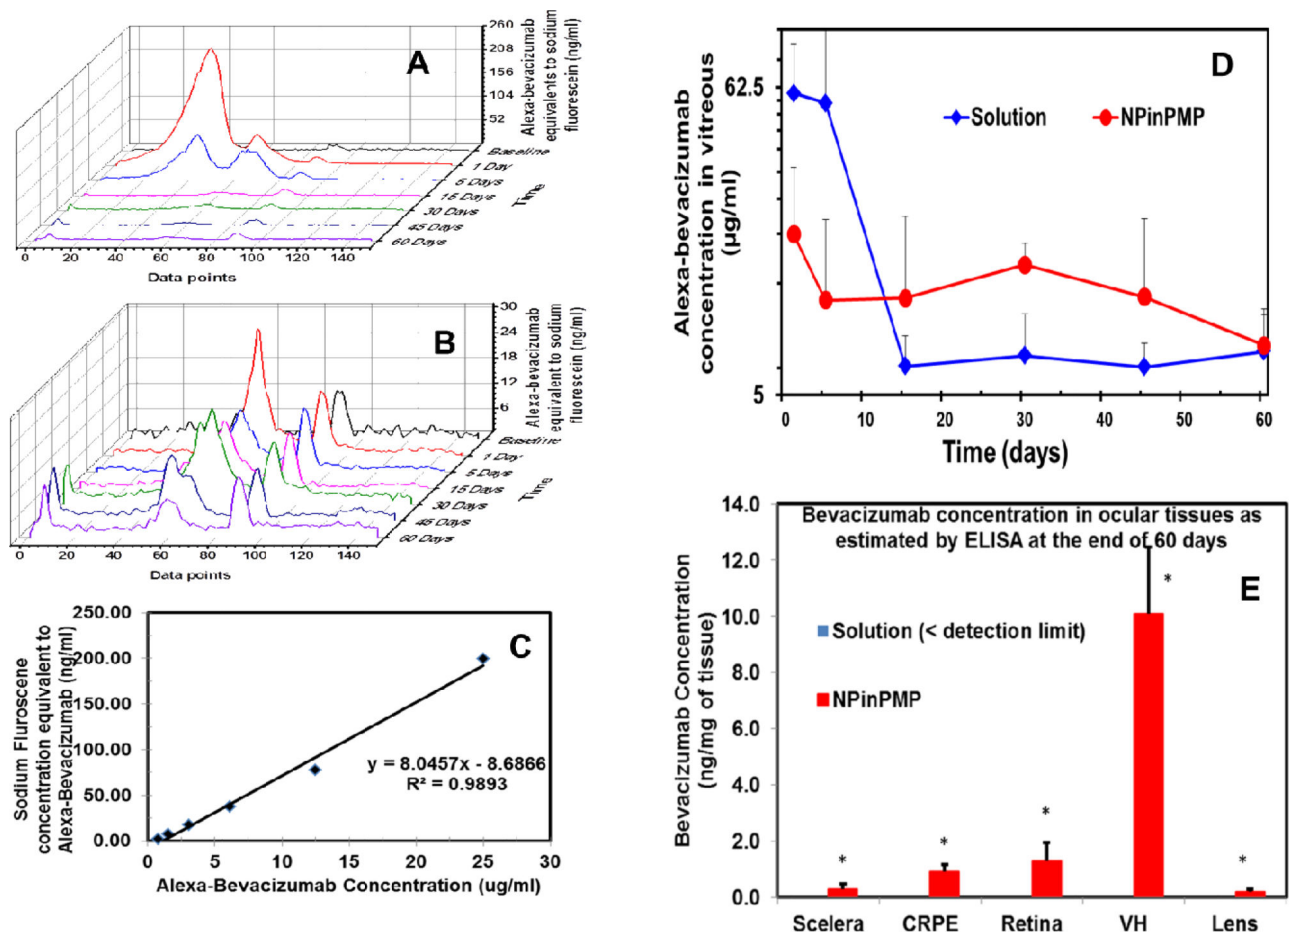 A
260
208
156
104
52
Alexa-bevacizumab
equivalents to sodium
fluorescein (ng/ml)
Baseline
1 Day
5 Days
15 Days
30 Days
45 Days
60 Days
Time
0 20 40 60 80 100 120 140
Data points
B
30
24
18
12
6
Alexa-bevacizumab
equivalent to sodium
fluorescein (ng/ml)
Baseline
1 Day
5 Days
15 Days
30 Days
45 Days
60 Days
Time
0 20 40 60 80 100 120 140
Data points
C
Sodium Fluroscene
concentration equivalent to
Alexa-Bevacizumab (ng/ml)
250.00
200.00
150.00
100.00
50.00
0.00
y = 8.0457x - 8.6866
R² = 0.9893
0 5 10 15 20 25 30
Alexa-Bevacizumab Concentration (ug/ml)
D
Alexa-bevacizumab
concentration in vitreous
(µg/ml)
62.5
5
Solution
NPinPMP
0 10 20 30 40 50 60
Time (days)
E
Bevacizumab concentration in ocular tissues as
estimated by ELISA at the end of 60 days
Bevacizumab Concentration
(ng/mg of tissue)
14.0
12.0
10.0
8.0
6.0
4.0
2.0
0.0
Solution (< detection limit)
NPinPMP
* * * * *
Scelera CRPE Retina VH Lens